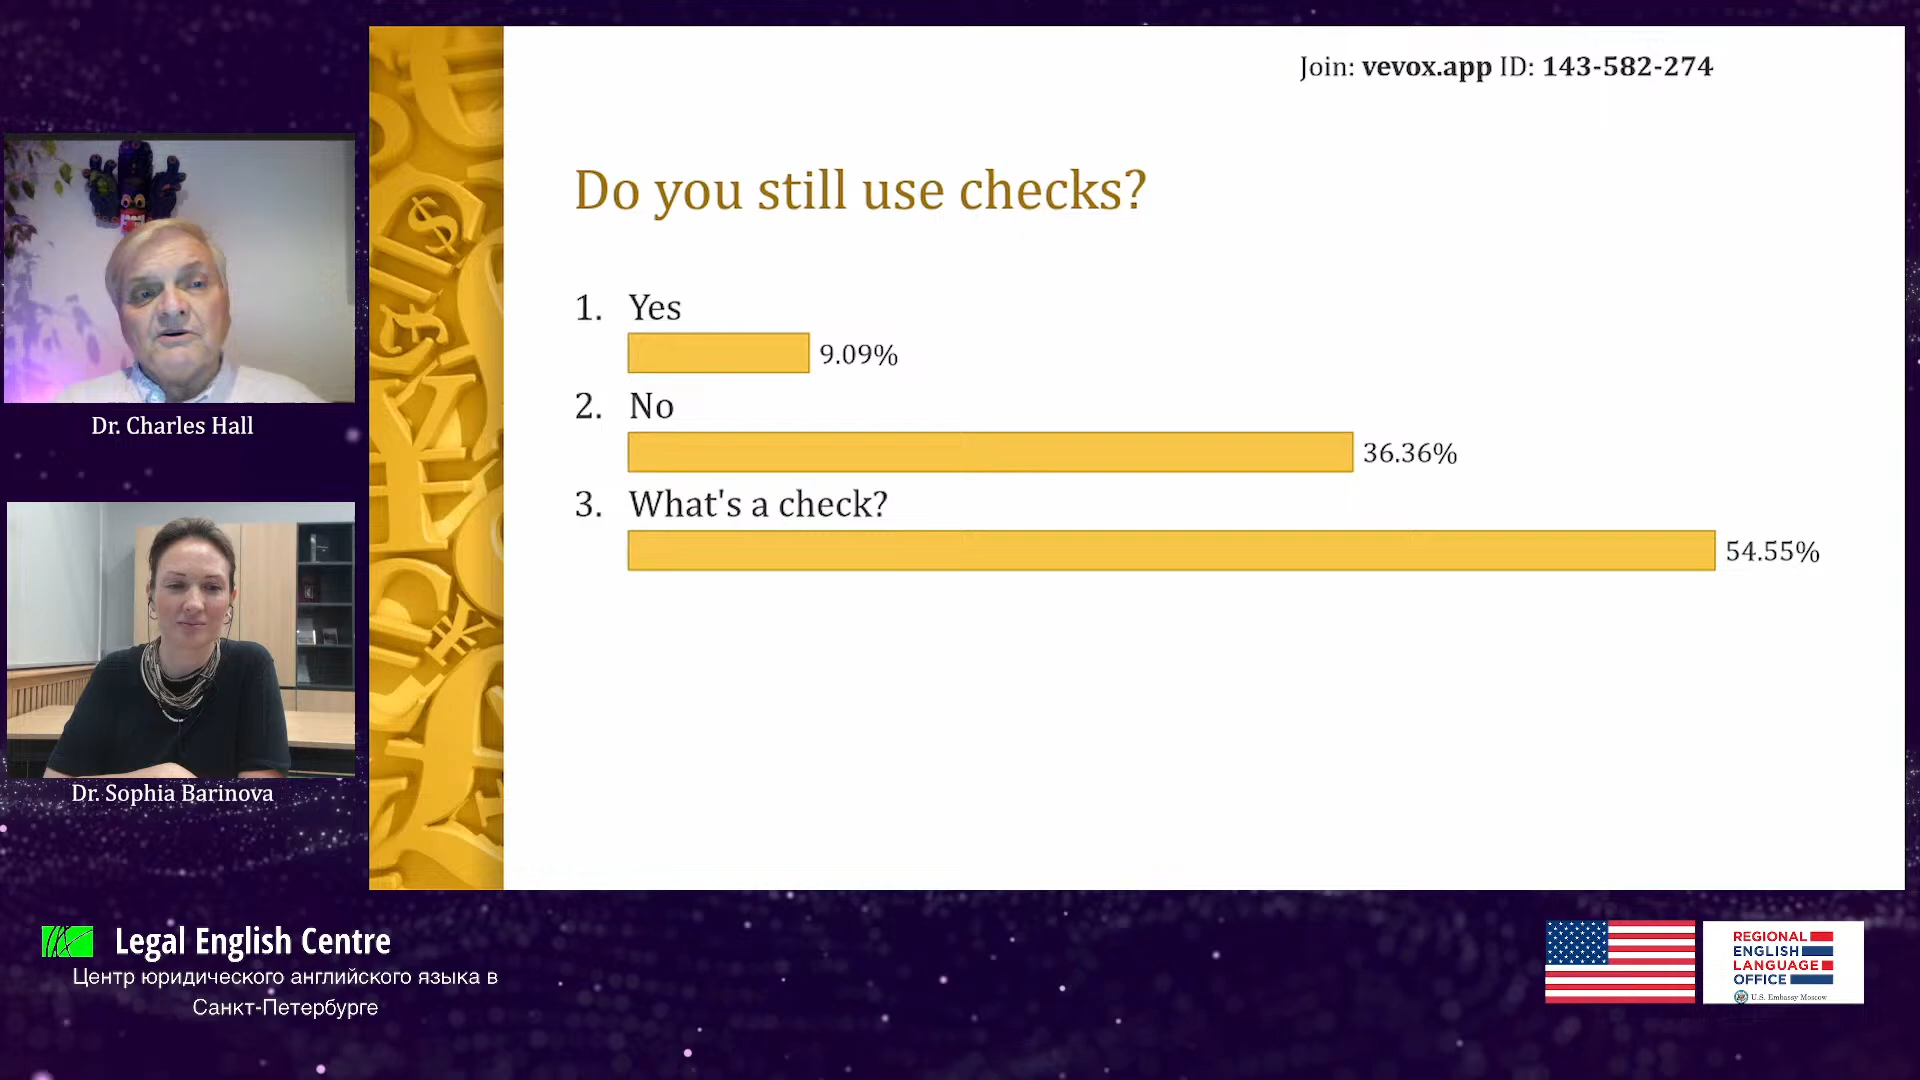 Join: vevox.app ID: 143-582-274
Do you still use checks?
1. Yes
9.09%
2. No
36.36%
3. What's a check?
54.55%
Dr. Charles Hall
Dr. Sophia Barinova
Legal English Centre
Центр юридического английского языка в
Санкт-Петербурге
REGIONAL
ENGLISH
LANGUAGE
OFFICE
U.S. Embassy Moscow